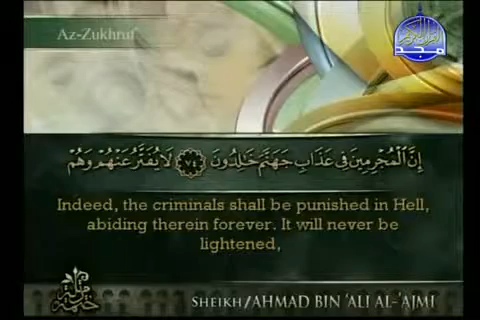 Az-Zukhruf
مجد
إِنَّ الْمُجْرِمِينَ فِي عَذَابِ جَهَنَّمَ خَالِدُونَ ﴿٧٤﴾ لَا يُفَتَّرُ عَنْهُمْ وَهُمْ
Indeed, the criminals shall be punished in Hell,
abiding therein forever. It will never be
lightened,
SHEIKH/AHMAD BIN 'ALI AL-'AJMI